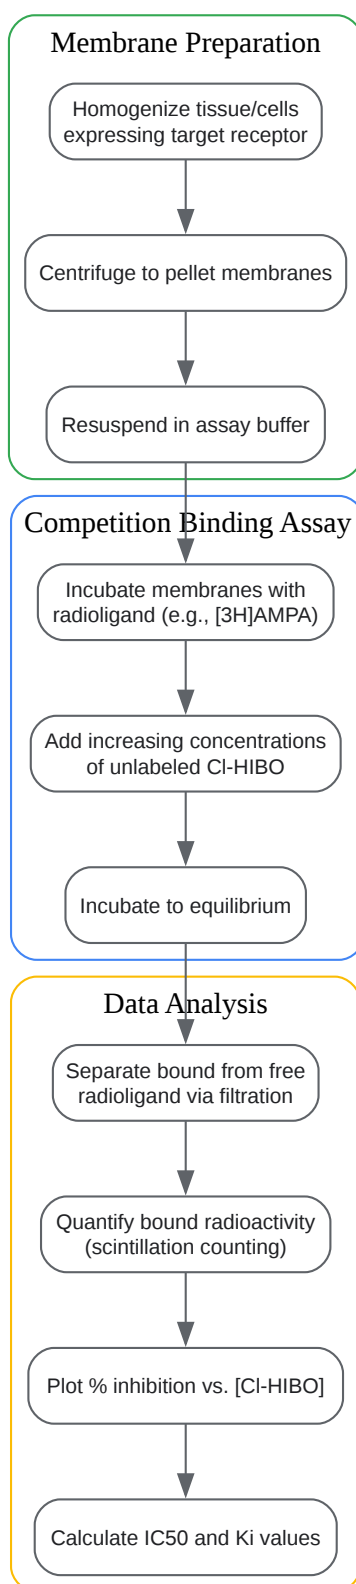 Membrane Preparation
Homogenize tissue/cells
expressing target receptor
Centrifuge to pellet membranes
Resuspend in assay buffer
Competition Binding Assay
Incubate membranes with
radioligand (e.g., [3H]AMPA)
Add increasing concentrations
of unlabeled Cl-HIBO
Incubate to equilibrium
Data Analysis
Separate bound from free
radioligand via filtration
Quantify bound radioactivity
(scintillation counting)
Plot % inhibition vs. [Cl-HIBO]
Calculate IC50 and Ki values